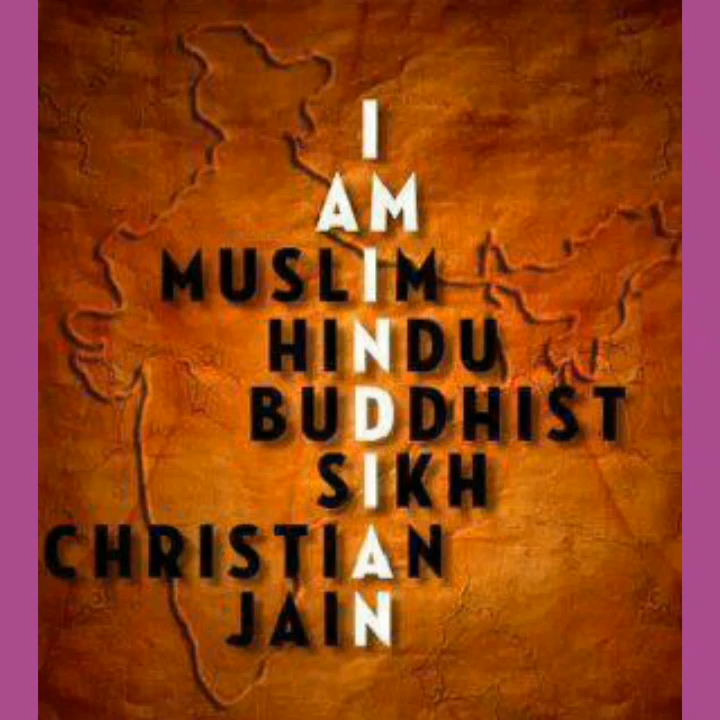 I
AM
MUSLIM
HINDU
BUDDHIST
SIKH
CHRISTIAN
JAIN